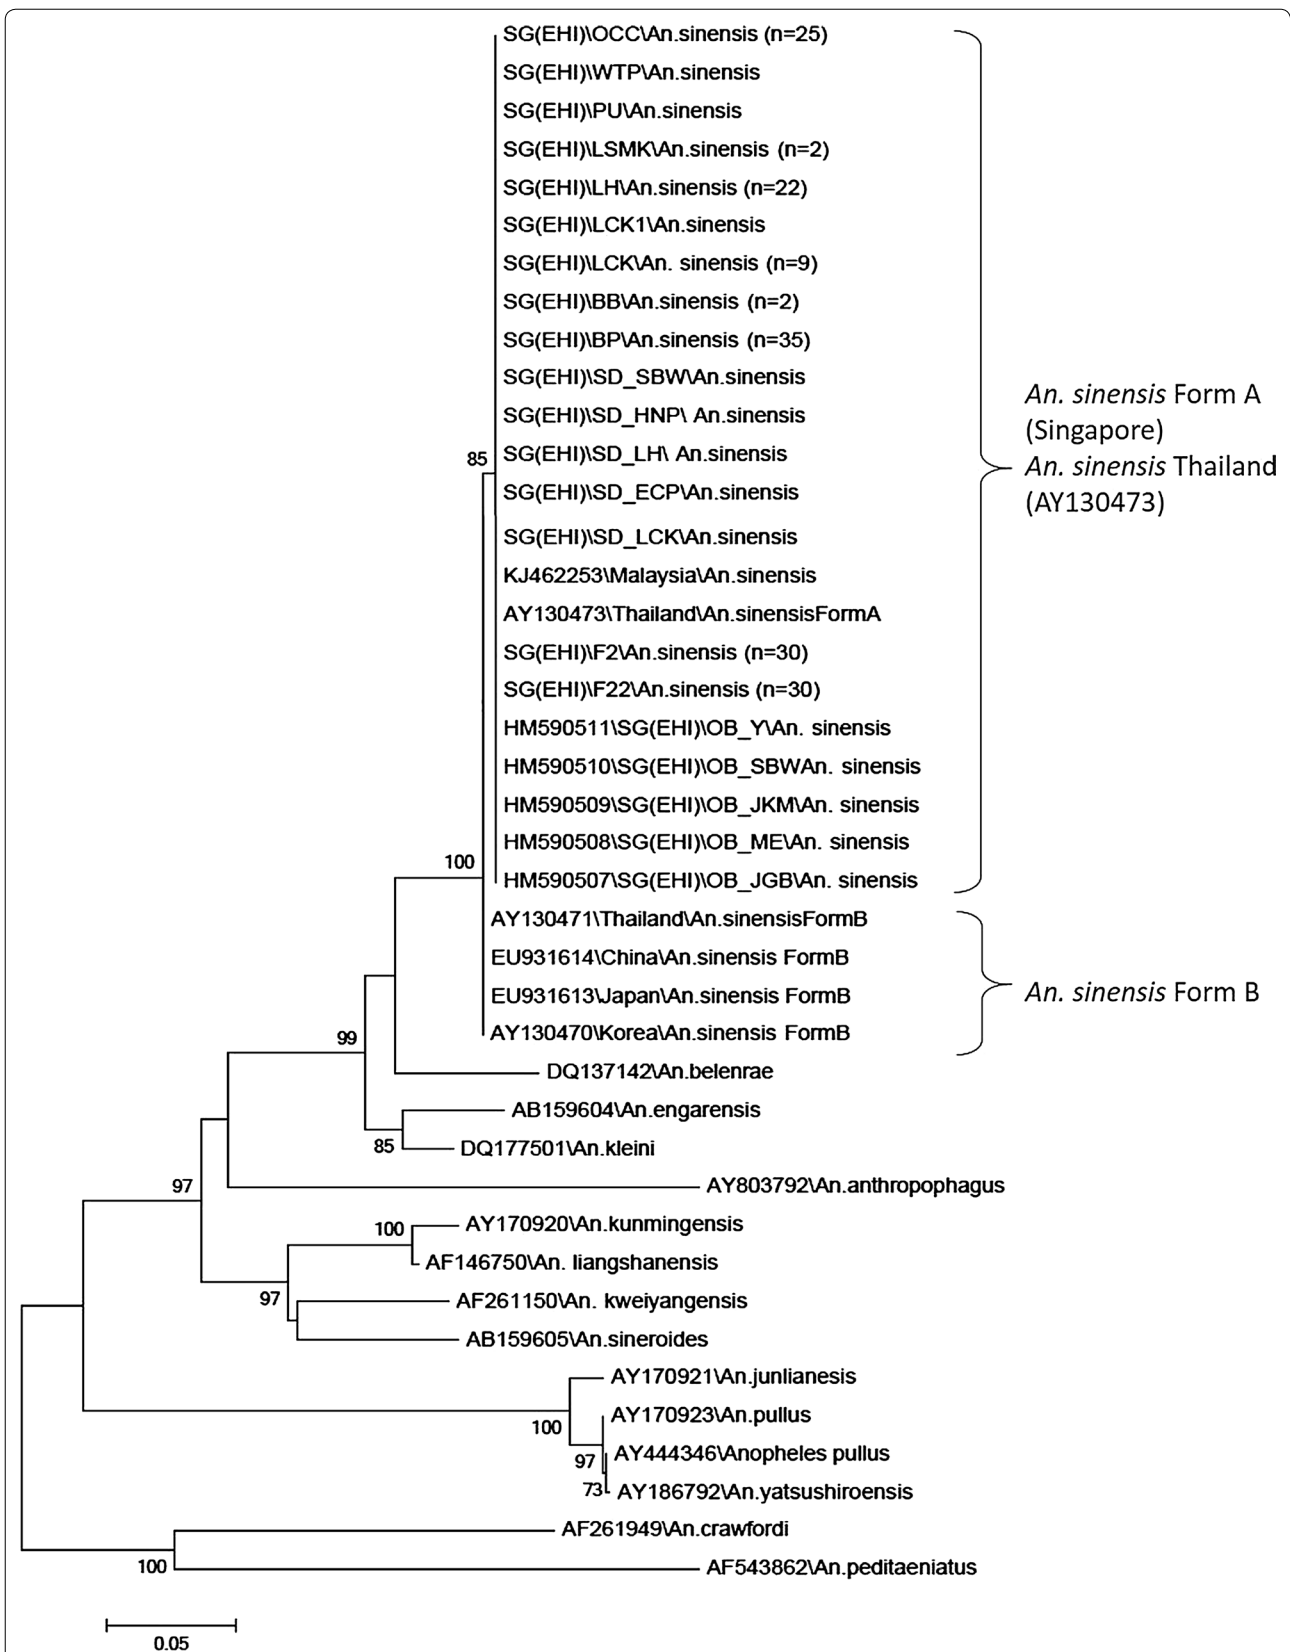 SG(EHI)\OCC\An.sinensis (n=25)
SG(EHI)\WTP\An.sinensis
SG(EHI)\PU\An.sinensis
SG(EHI)\LSMK\An.sinensis (n=2)
SG(EHI)\LH\An.sinensis (n=22)
SG(EHI)\LCK1\An.sinensis
SG(EHI)\LCK\An. sinensis (n=9)
SG(EHI)\BB\An.sinensis (n=2)
SG(EHI)\BP\An.sinensis (n=35)
SG(EHI)\SD_SBW\An.sinensis
SG(EHI)\SD_HNP\ An.sinensis
SG(EHI)\SD_LH\ An.sinensis
SG(EHI)\SD_ECP\An.sinensis
SG(EHI)\SD_LCK\An.sinensis
KJ462253\Malaysia\An.sinensis
AY130473\Thailand\An.sinensisFormA
SG(EHI)\F2\An.sinensis (n=30)
SG(EHI)\F22\An.sinensis (n=30)
HM590511\SG(EHI)\OB_Y\An. sinensis
HM590510\SG(EHI)\OB_SBWAn. sinensis
HM590509\SG(EHI)\OB_JKM\An. sinensis
HM590508\SG(EHI)\OB_ME\An. sinensis
HM590507\SG(EHI)\OB_JGB\An. sinensis
An. sinensis Form A
(Singapore)
An. sinensis Thailand
(AY130473)
85
100
AY130471\Thailand\An.sinensisFormB
EU931614\China\An.sinensis FormB
EU931613\Japan\An.sinensis FormB
AY130470\Korea\An.sinensis FormB
An. sinensis Form B
99
DQ137142\An.belenrae
AB159604\An.engarensis
85
DQ177501\An.kleini
97
AY803792\An.anthropophagus
100
AY170920\An.kunmingensis
AF146750\An. liangshanensis
97
AF261150\An. kweiyangensis
AB159605\An.sineroides
AY170921\An.junlianesis
100
AY170923\An.pullus
97
AY444346\Anopheles pullus
73
AY186792\An.yatsushiroensis
AF261949\An.crawfordi
100
AF543862\An.peditaeniatus
0.05